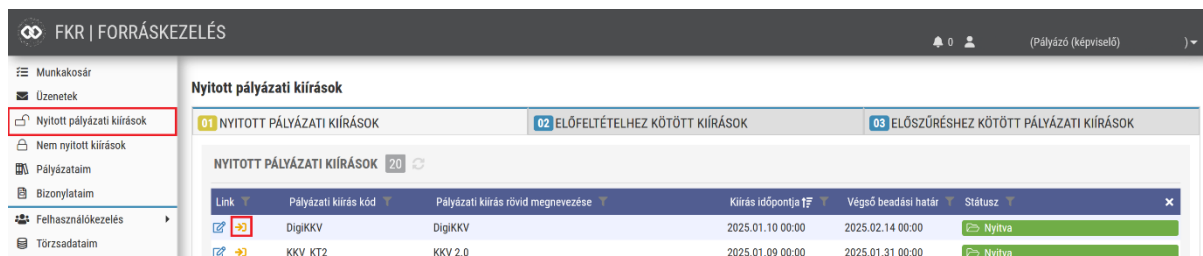 FKR | FORRÁSKEZELÉS
0 (Pályázó (képviselő) )
Munkakosár
Üzenetek
Nyitott pályázati kiírások
Nem nyitott kiírások
Pályázataim
Bizonylataim
Felhasználókezelés
Törzsadataim
Nyitott pályázati kiírások
01 NYITOTT PÁLYÁZATI KIÍRÁSOK 02 ELŐFELTÉTELHEZ KÖTÖTT KIÍRÁSOK 03 ELŐSZŰRÉSHEZ KÖTÖTT PÁLYÁZATI KIÍRÁSOK
NYITOTT PÁLYÁZATI KIÍRÁSOK 20
Link Pályázati kiírás kód Pályázati kiírás rövid megnevezése Kiírás időpontja Végső beadási határ Státusz
DigiKKV DigiKKV 2025.01.10 00:00 2025.02.14 00:00 Nyitva
KKV_KT2 KKV 2.0 2025.01.09 00:00 2025.01.31 00:00 Nyitva